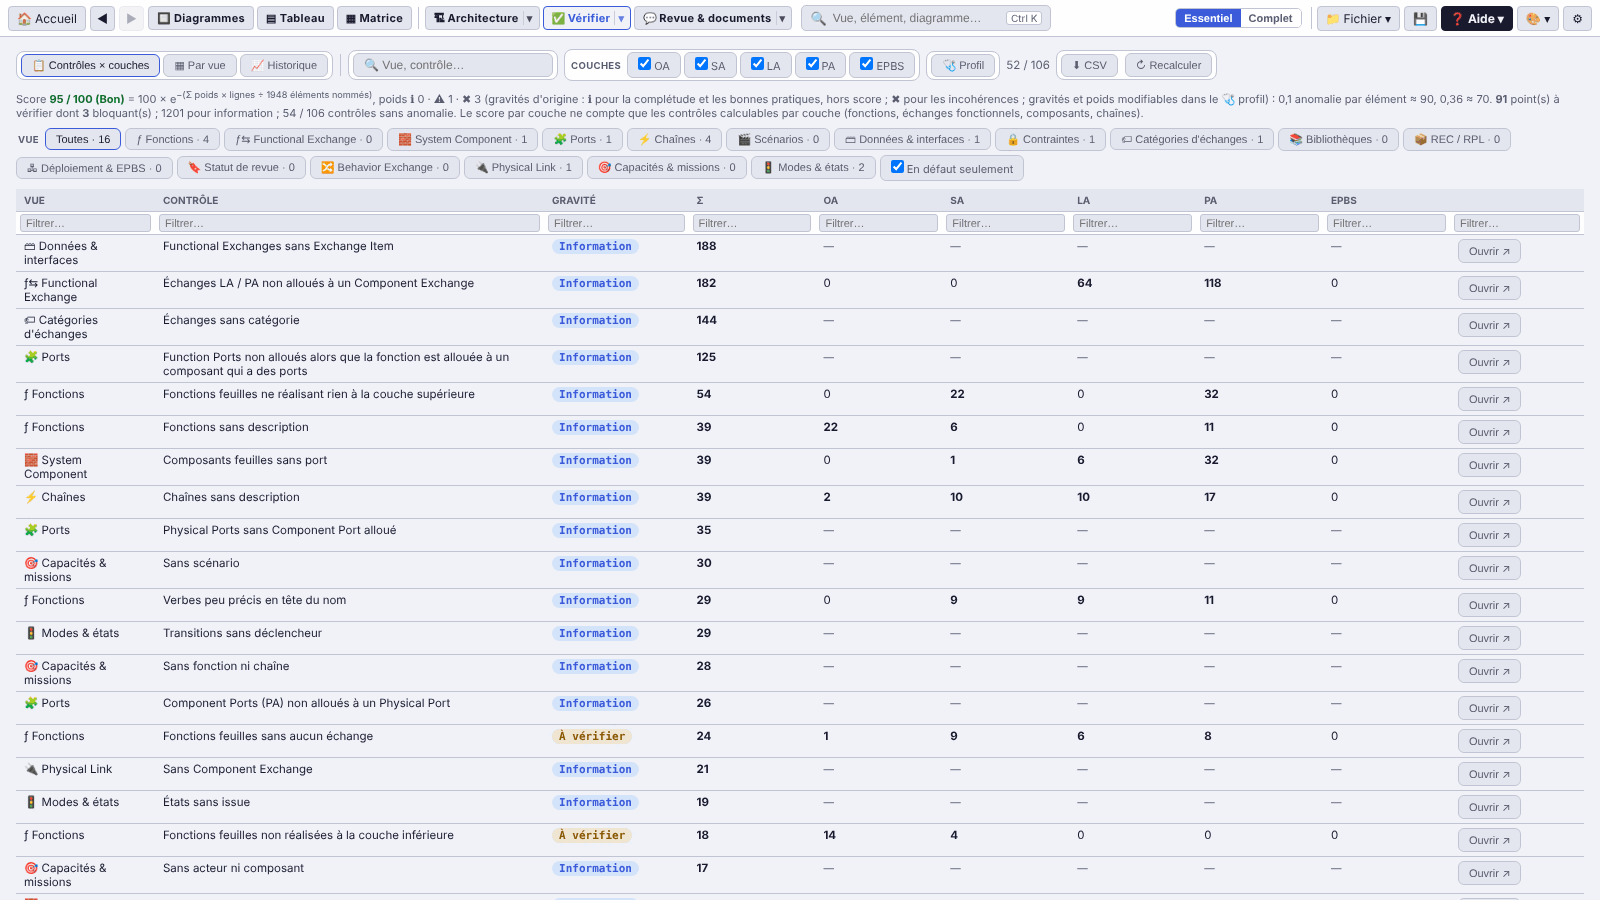 🏠 Accueil ◀ ▶ 🔲 Diagrammes ▤ Tableau ▦ Matrice 🏗 Architecture ▾ ✅ Vérifier ▾ 💬 Revue & documents ▾ 🔍 Vue, élément, diagramme… Ctrl K Essentiel Complet 📁 Fichier ▾ 💾 ❓ Aide ▾ 🎨 ▾ ⚙
📋 Contrôles × couches ▦ Par vue 📈 Historique 🔍 Vue, contrôle… COUCHES OA SA LA PA EPBS 🩺 Profil 52 / 106 ⬇ CSV ↻ Recalculer
Score 95 / 100 (Bon) = 100 × e−(Σ poids × lignes ÷ 1948 éléments nommés), poids ℹ 0 · ⚠ 1 · ✖ 3 (gravités d'origine : ℹ pour la complétude et les bonnes pratiques, hors score ; ✖ pour les incohérences ; gravités et poids modifiables dans le 🩺 profil) : 0,1 anomalie par élément ≈ 90, 0,36 ≈ 70. 91 point(s) à
vérifier dont 3 bloquant(s) ; 1201 pour information ; 54 / 106 contrôles sans anomalie. Le score par couche ne compte que les contrôles calculables par couche (fonctions, échanges fonctionnels, composants, chaînes).
VUE Toutes · 16 ƒ Fonctions · 4 ƒ⇆ Functional Exchange · 0 🧱 System Component · 1 🧩 Ports · 1 ⚡ Chaînes · 4 🎬 Scénarios · 0 🗃 Données & interfaces · 1 🔒 Contraintes · 1 🏷 Catégories d'échanges · 1 📚 Bibliothèques · 0 📦 REC / RPL · 0
🖧 Déploiement & EPBS · 0 🔖 Statut de revue · 0 🔀 Behavior Exchange · 0 🔌 Physical Link · 1 🎯 Capacités & missions · 0 🚦 Modes & états · 2 En défaut seulement
VUE CONTRÔLE GRAVITÉ Σ OA SA LA PA EPBS
Filtrer… Filtrer… Filtrer… Filtrer… Filtrer… Filtrer… Filtrer… Filtrer… Filtrer… Filtrer…
🗃 Données & interfaces Functional Exchanges sans Exchange Item Information 188 — — — — — Ouvrir ↗
ƒ⇆ Functional Exchange Échanges LA / PA non alloués à un Component Exchange Information 182 0 0 64 118 0 Ouvrir ↗
🏷 Catégories d'échanges Échanges sans catégorie Information 144 — — — — — Ouvrir ↗
🧩 Ports Function Ports non alloués alors que la fonction est allouée à un composant qui a des ports Information 125 — — — — — Ouvrir ↗
ƒ Fonctions Fonctions feuilles ne réalisant rien à la couche supérieure Information 54 0 22 0 32 0 Ouvrir ↗
ƒ Fonctions Fonctions sans description Information 39 22 6 0 11 0 Ouvrir ↗
🧱 System Component Composants feuilles sans port Information 39 0 1 6 32 0 Ouvrir ↗
⚡ Chaînes Chaînes sans description Information 39 2 10 10 17 0 Ouvrir ↗
🧩 Ports Physical Ports sans Component Port alloué Information 35 — — — — — Ouvrir ↗
🎯 Capacités & missions Sans scénario Information 30 — — — — — Ouvrir ↗
ƒ Fonctions Verbes peu précis en tête du nom Information 29 0 9 9 11 0 Ouvrir ↗
🚦 Modes & états Transitions sans déclencheur Information 29 — — — — — Ouvrir ↗
🎯 Capacités & missions Sans fonction ni chaîne Information 28 — — — — — Ouvrir ↗
🧩 Ports Component Ports (PA) non alloués à un Physical Port Information 26 — — — — — Ouvrir ↗
ƒ Fonctions Fonctions feuilles sans aucun échange À vérifier 24 1 9 6 8 0 Ouvrir ↗
🔌 Physical Link Sans Component Exchange Information 21 — — — — — Ouvrir ↗
🚦 Modes & états États sans issue Information 19 — — — — — Ouvrir ↗
ƒ Fonctions Fonctions feuilles non réalisées à la couche inférieure À vérifier 18 14 4 0 0 0 Ouvrir ↗
🎯 Capacités & missions Sans acteur ni composant Information 17 — — — — — Ouvrir ↗